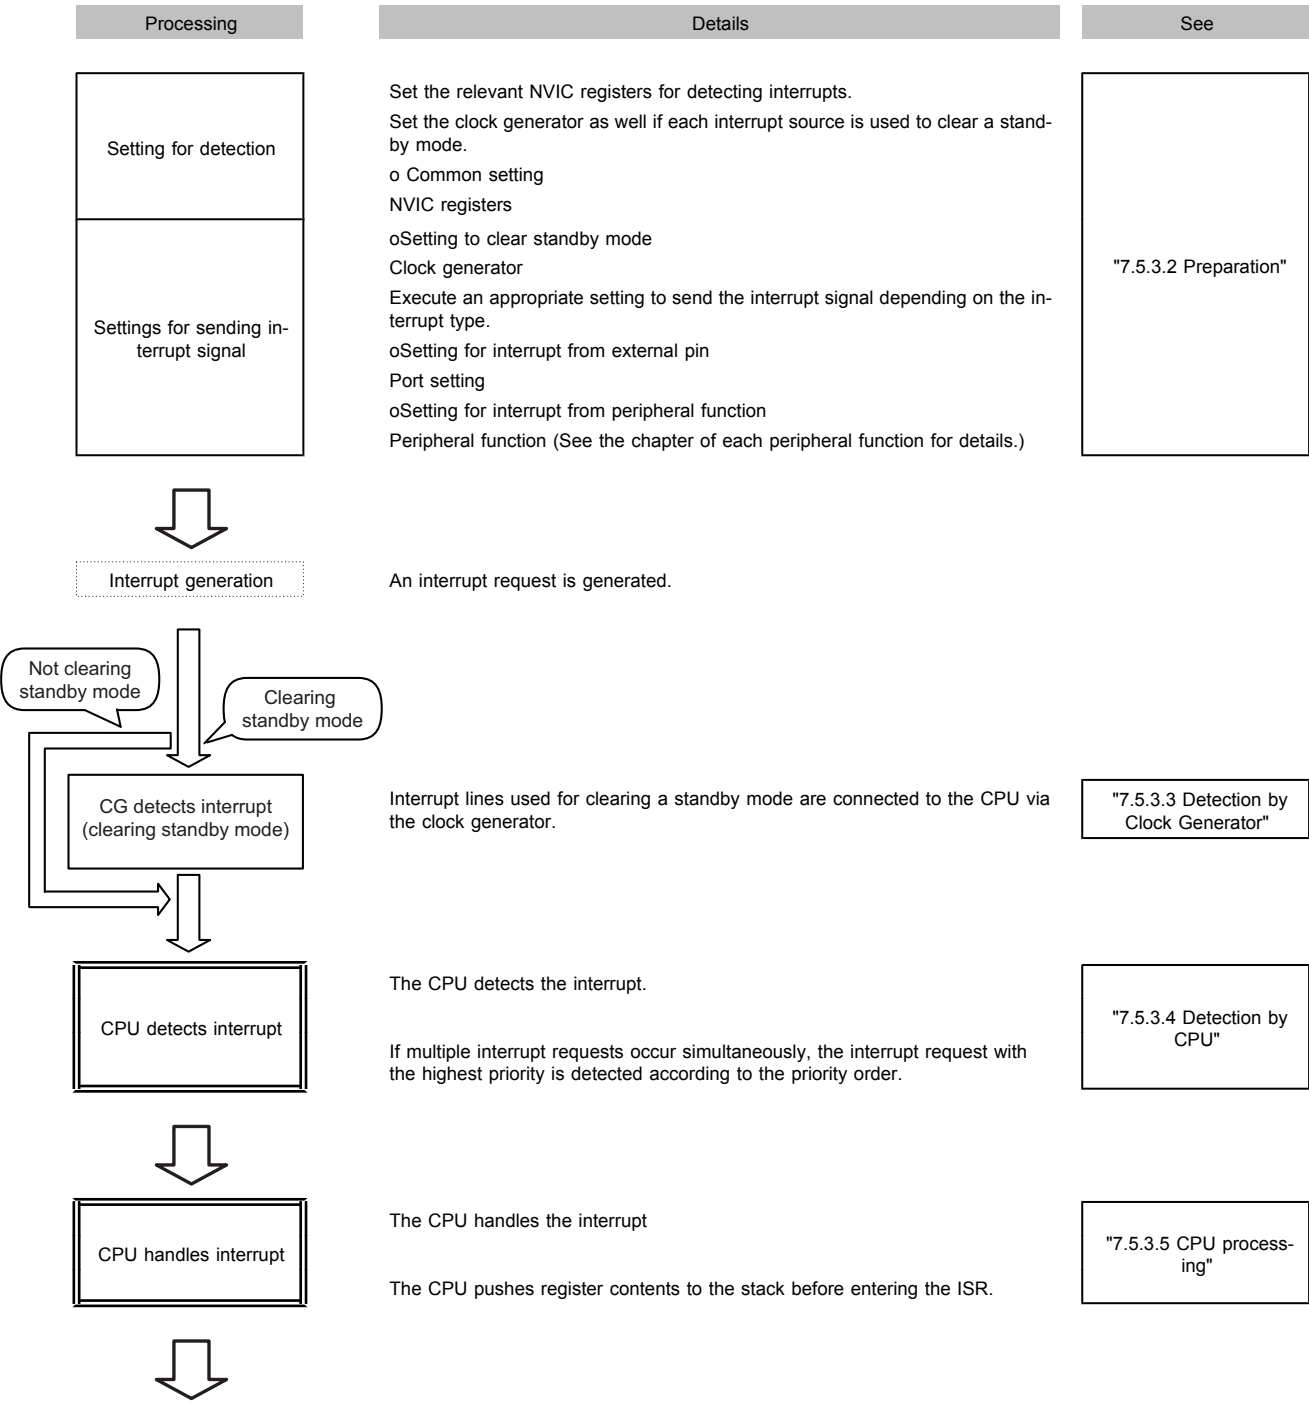 Processing
Details
See
Setting for detection
Set the relevant NVIC registers for detecting interrupts.
Set the clock generator as well if each interrupt source is used to clear a stand-
by mode.
o Common setting
NVIC registers
oSetting to clear standby mode
Clock generator
"7.5.3.2 Preparation"
Settings for sending in-
terrupt signal
Execute an appropriate setting to send the interrupt signal depending on the in-
terrupt type.
oSetting for interrupt from external pin
Port setting
oSetting for interrupt from peripheral function
Peripheral function (See the chapter of each peripheral function for details.)
Interrupt generation
An interrupt request is generated.
Not clearing
standby mode
Clearing
standby mode
CG detects interrupt
(clearing standby mode)
Interrupt lines used for clearing a standby mode are connected to the CPU via
the clock generator.
"7.5.3.3 Detection by
Clock Generator"
CPU detects interrupt
The CPU detects the interrupt.
If multiple interrupt requests occur simultaneously, the interrupt request with
the highest priority is detected according to the priority order.
"7.5.3.4 Detection by
CPU"
CPU handles interrupt
The CPU handles the interrupt
The CPU pushes register contents to the stack before entering the ISR.
"7.5.3.5 CPU process-
ing"